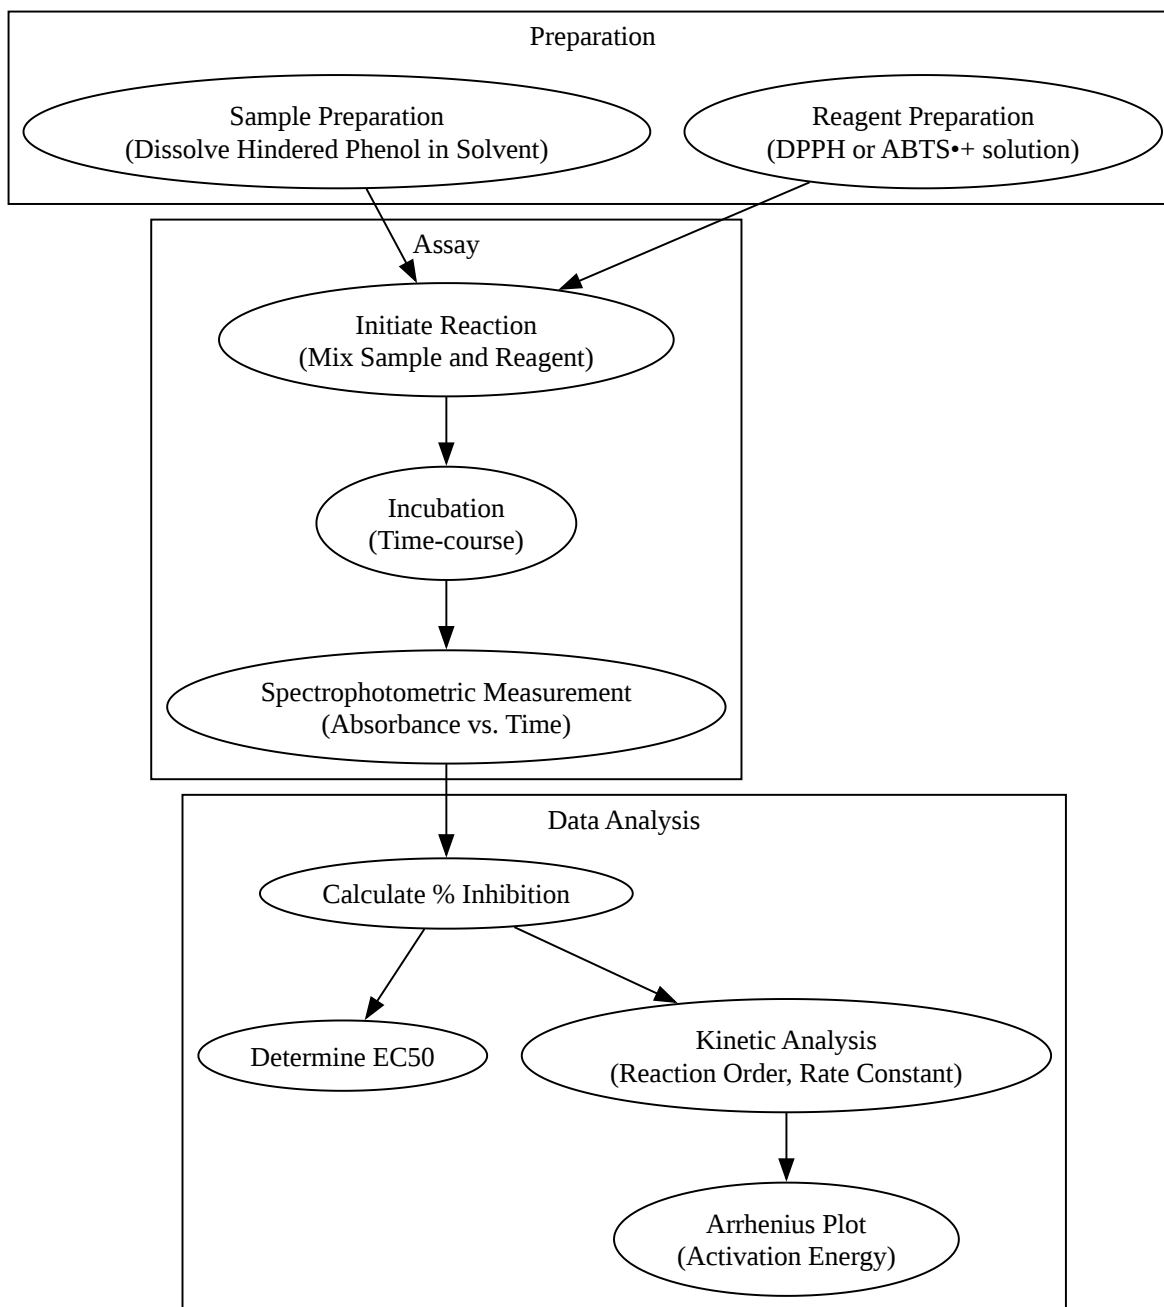 Preparation
Sample Preparation
(Dissolve Hindered Phenol in Solvent)
Reagent Preparation
(DPPH or ABTS•+ solution)
Assay
Initiate Reaction
(Mix Sample and Reagent)
Incubation
(Time-course)
Spectrophotometric Measurement
(Absorbance vs. Time)
Data Analysis
Calculate % Inhibition
Determine EC50
Kinetic Analysis
(Reaction Order, Rate Constant)
Arrhenius Plot
(Activation Energy)